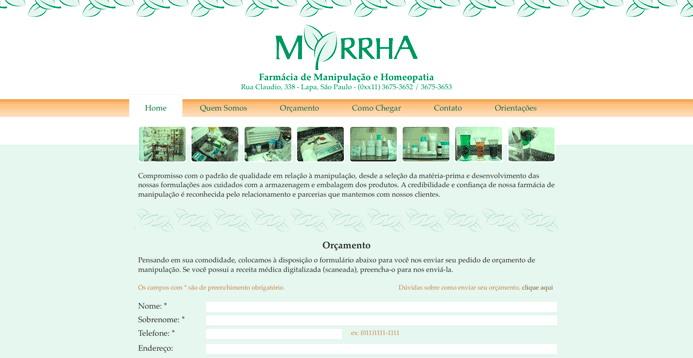 MYRRHA
Farmácia de Manipulação e Homeopatia
Rua Claudio, 338 - Lapa, São Paulo - (0xx11) 3675-3652 / 3675-3653
Home Quem Somos Orçamento Como Chegar Contato Orientações
Compromisso com o padrão de qualidade em relação à manipulação, desde a seleção da matéria-prima e desenvolvimento das
nossas formulações aos cuidados com a armazenagem e embalagem dos produtos. A credibilidade e confiança de nossa farmácia de
manipulação é reconhecida pelo relacionamento e parcerias que mantemos com nossos clientes.
Orçamento
Pensando em sua comodidade, colocamos à disposição o formulário abaixo para você nos enviar seu pedido de orçamento de
manipulação. Se você possui a receita médica digitalizada (scaneada), preencha-o para nos enviá-la.
Os campos com * são de preenchimento obrigatório. Dúvidas sobre como enviar seu orçamento, clique aqui
Nome: *
Sobrenome: *
Telefone: * ex: (011)1111-1111
Endereço: